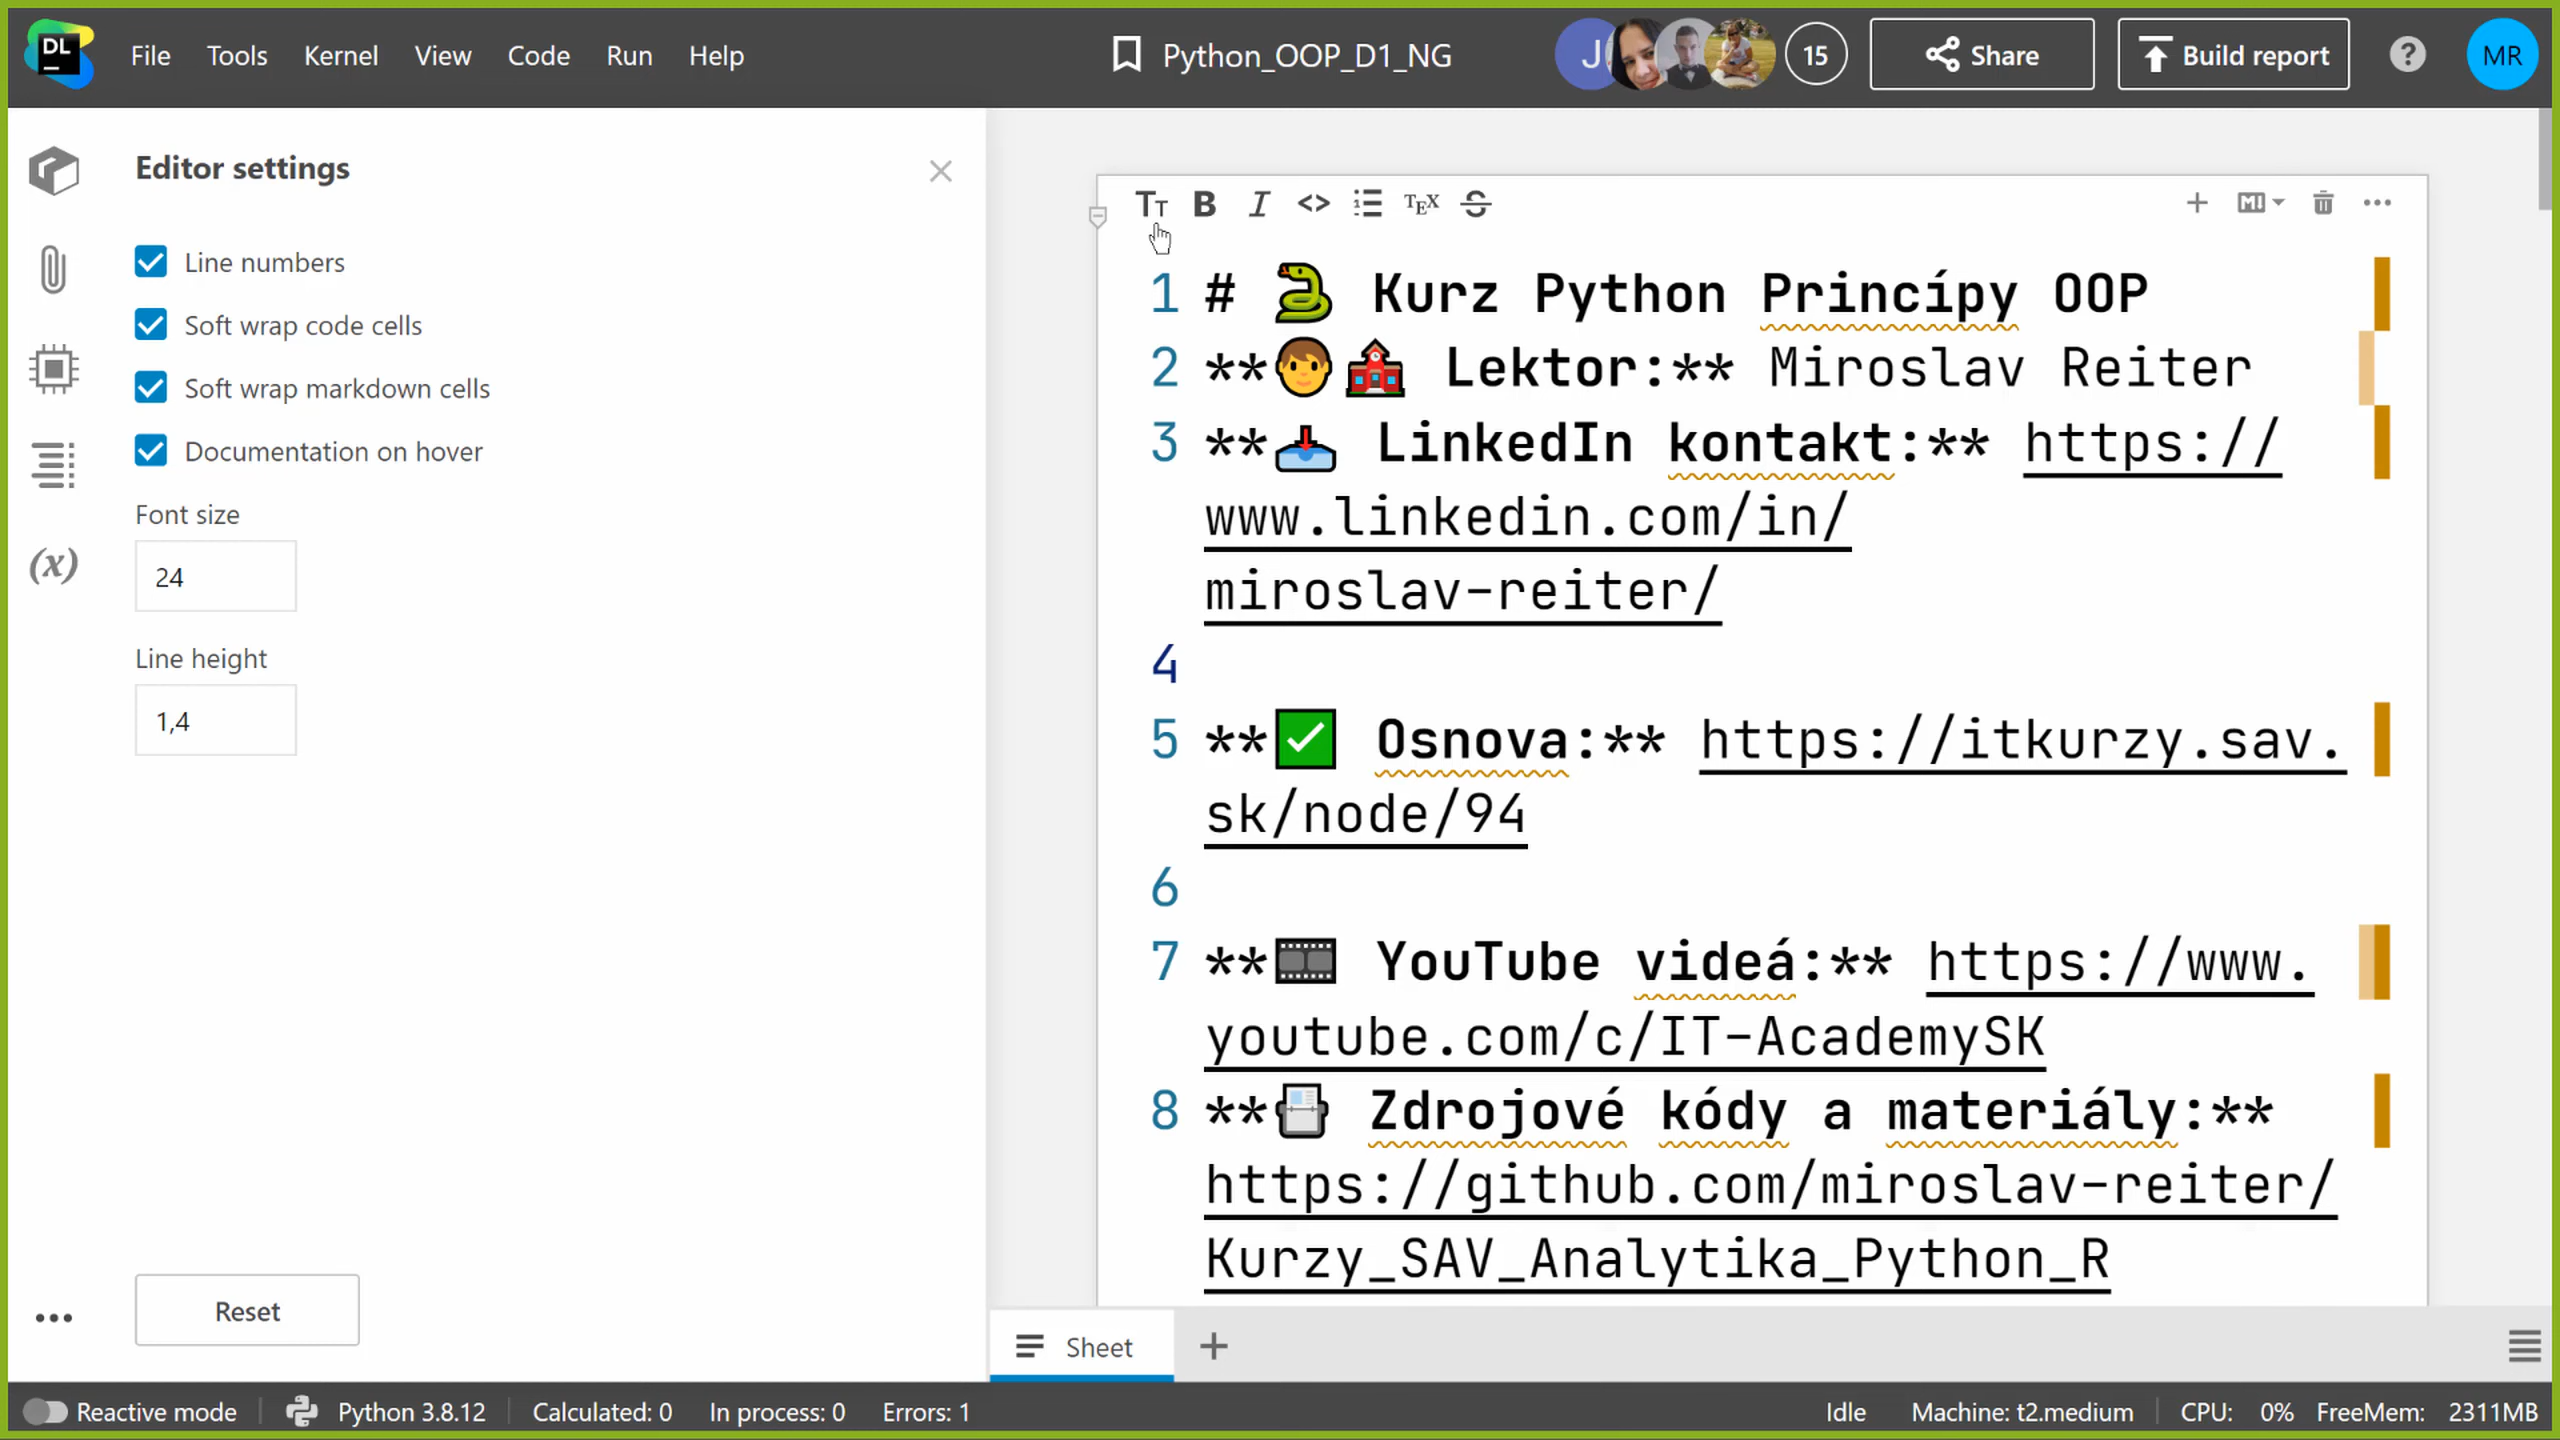 DL File Tools Kernel View Code Run Help Python_OOP_D1_NG J 15 Share Build report ? MR
Editor settings
Line numbers
Soft wrap code cells
Soft wrap markdown cells
Documentation on hover
Font size
24
Line height
1,4
Reset
TT B I <> TEX S M↓
1 # 🐍 Kurz Python Princípy OOP
2 **🧑‍🏫 Lektor:** Miroslav Reiter
3 **📥 LinkedIn kontakt:** https://
www.linkedin.com/in/
miroslav-reiter/
4
5 **✅ Osnova:** https://itkurzy.sav.
sk/node/94
6
7 **🎞 YouTube videá:** https://www.
youtube.com/c/IT-AcademySK
8 **📠 Zdrojové kódy a materiály:**
https://github.com/miroslav-reiter/
Kurzy_SAV_Analytika_Python_R
(x)
Sheet
Reactive mode Python 3.8.12 Calculated: 0 In process: 0 Errors: 1 Idle Machine: t2.medium CPU: 0% FreeMem: 2311MB